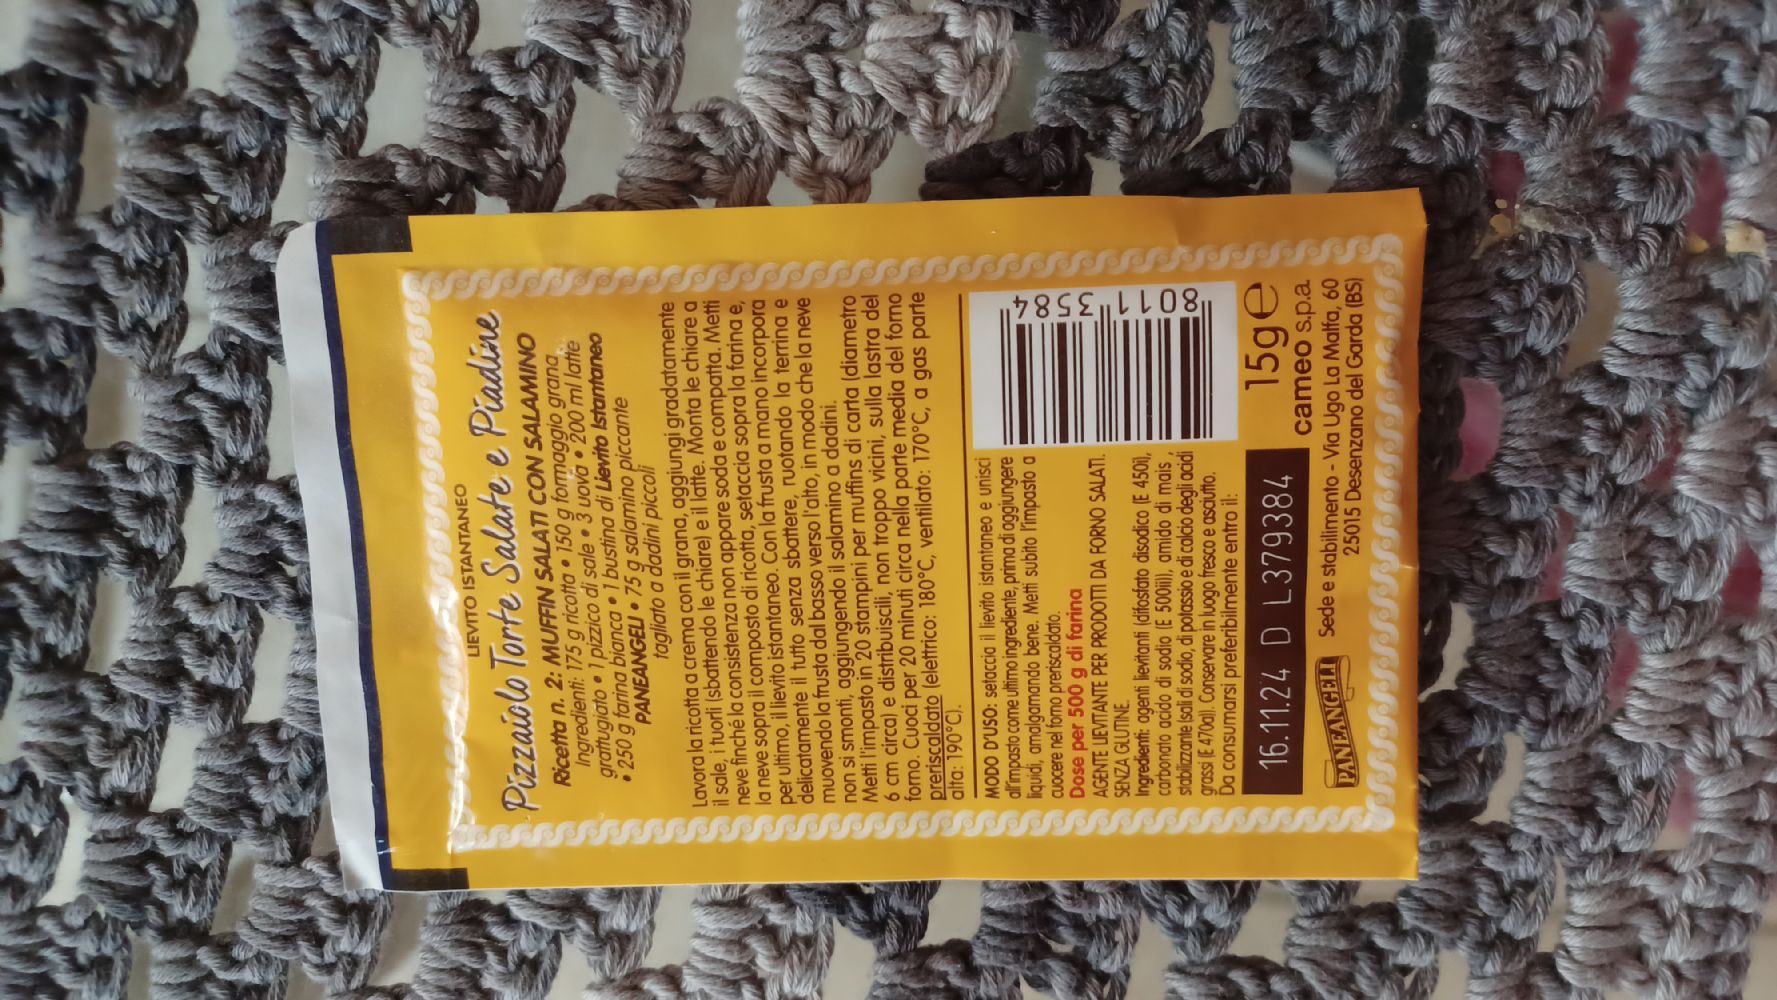 LIEVITO ISTANTANEO
Pizzaiolo Torte Salate e Piadine
Ricetta n. 2: MUFFIN SALATI CON SALAMINO
Ingredienti: 175 g ricotta • 150 g formaggio grana
grattugiato • 1 pizzico di sale • 3 uova • 200 ml latte
• 250 g farina bianca • 1 bustina di Lievito Istantaneo
PANEANGELI • 75 g salamino piccante
tagliato a dadini piccoli
Lavora la ricotta a crema con il grana, aggiungi gradatamente
il sale, i tuorli (sbattendo le chiare) e il latte. Monta le chiare a
neve finché la consistenza non appare soda e compatta. Metti
la neve sopra il composto di ricotta, setaccia sopra la farina e,
per ultimo, il lievito istantaneo. Con la frusta a mano incorpora
delicatamente il tutto senza sbattere, ruotando la terrina e
muovendo la frusta dal basso verso l'alto, in modo che la neve
non si smonti, aggiungendo il salamino a dadini.
Metti l'impasto in 20 stampini per muffins di carta (diametro
6 cm circa) e distribuiscili, non troppo vicini, sulla lastra del
forno. Cuoci per 20 minuti circa nella parte media del forno
preriscaldato (elettrico: 180°C, ventilato: 170°C, a gas parte
alta: 190°C).
MODO D'USO: setaccia il lievito istantaneo e unisci
all'impasto come ultimo ingrediente, prima di aggiungere
liquidi, amalgamando bene. Metti subito l'impasto a
cuocere nel forno preriscaldato.
Dose per 500 g di farina
AGENTE LIEVITANTE PER PRODOTTI DA FORNO SALATI.
SENZA GLUTINE.
Ingredienti: agenti lievitanti (difosfato disodico (E 450i),
carbonato acido di sodio (E 500ii)), amido di mais,
stabilizzante (sali di sodio, di potassio e di calcio degli acidi
grassi (E 470a)). Conservare in luogo fresco e asciutto.
Da consumarsi preferibilmente entro il:
16.11.24 D L379384
8011 3584
15g e
cameo s.p.a.
PANEANGELI
Sede e stabilimento - Via Ugo La Malfa, 60
25015 Desenzano del Garda (BS)